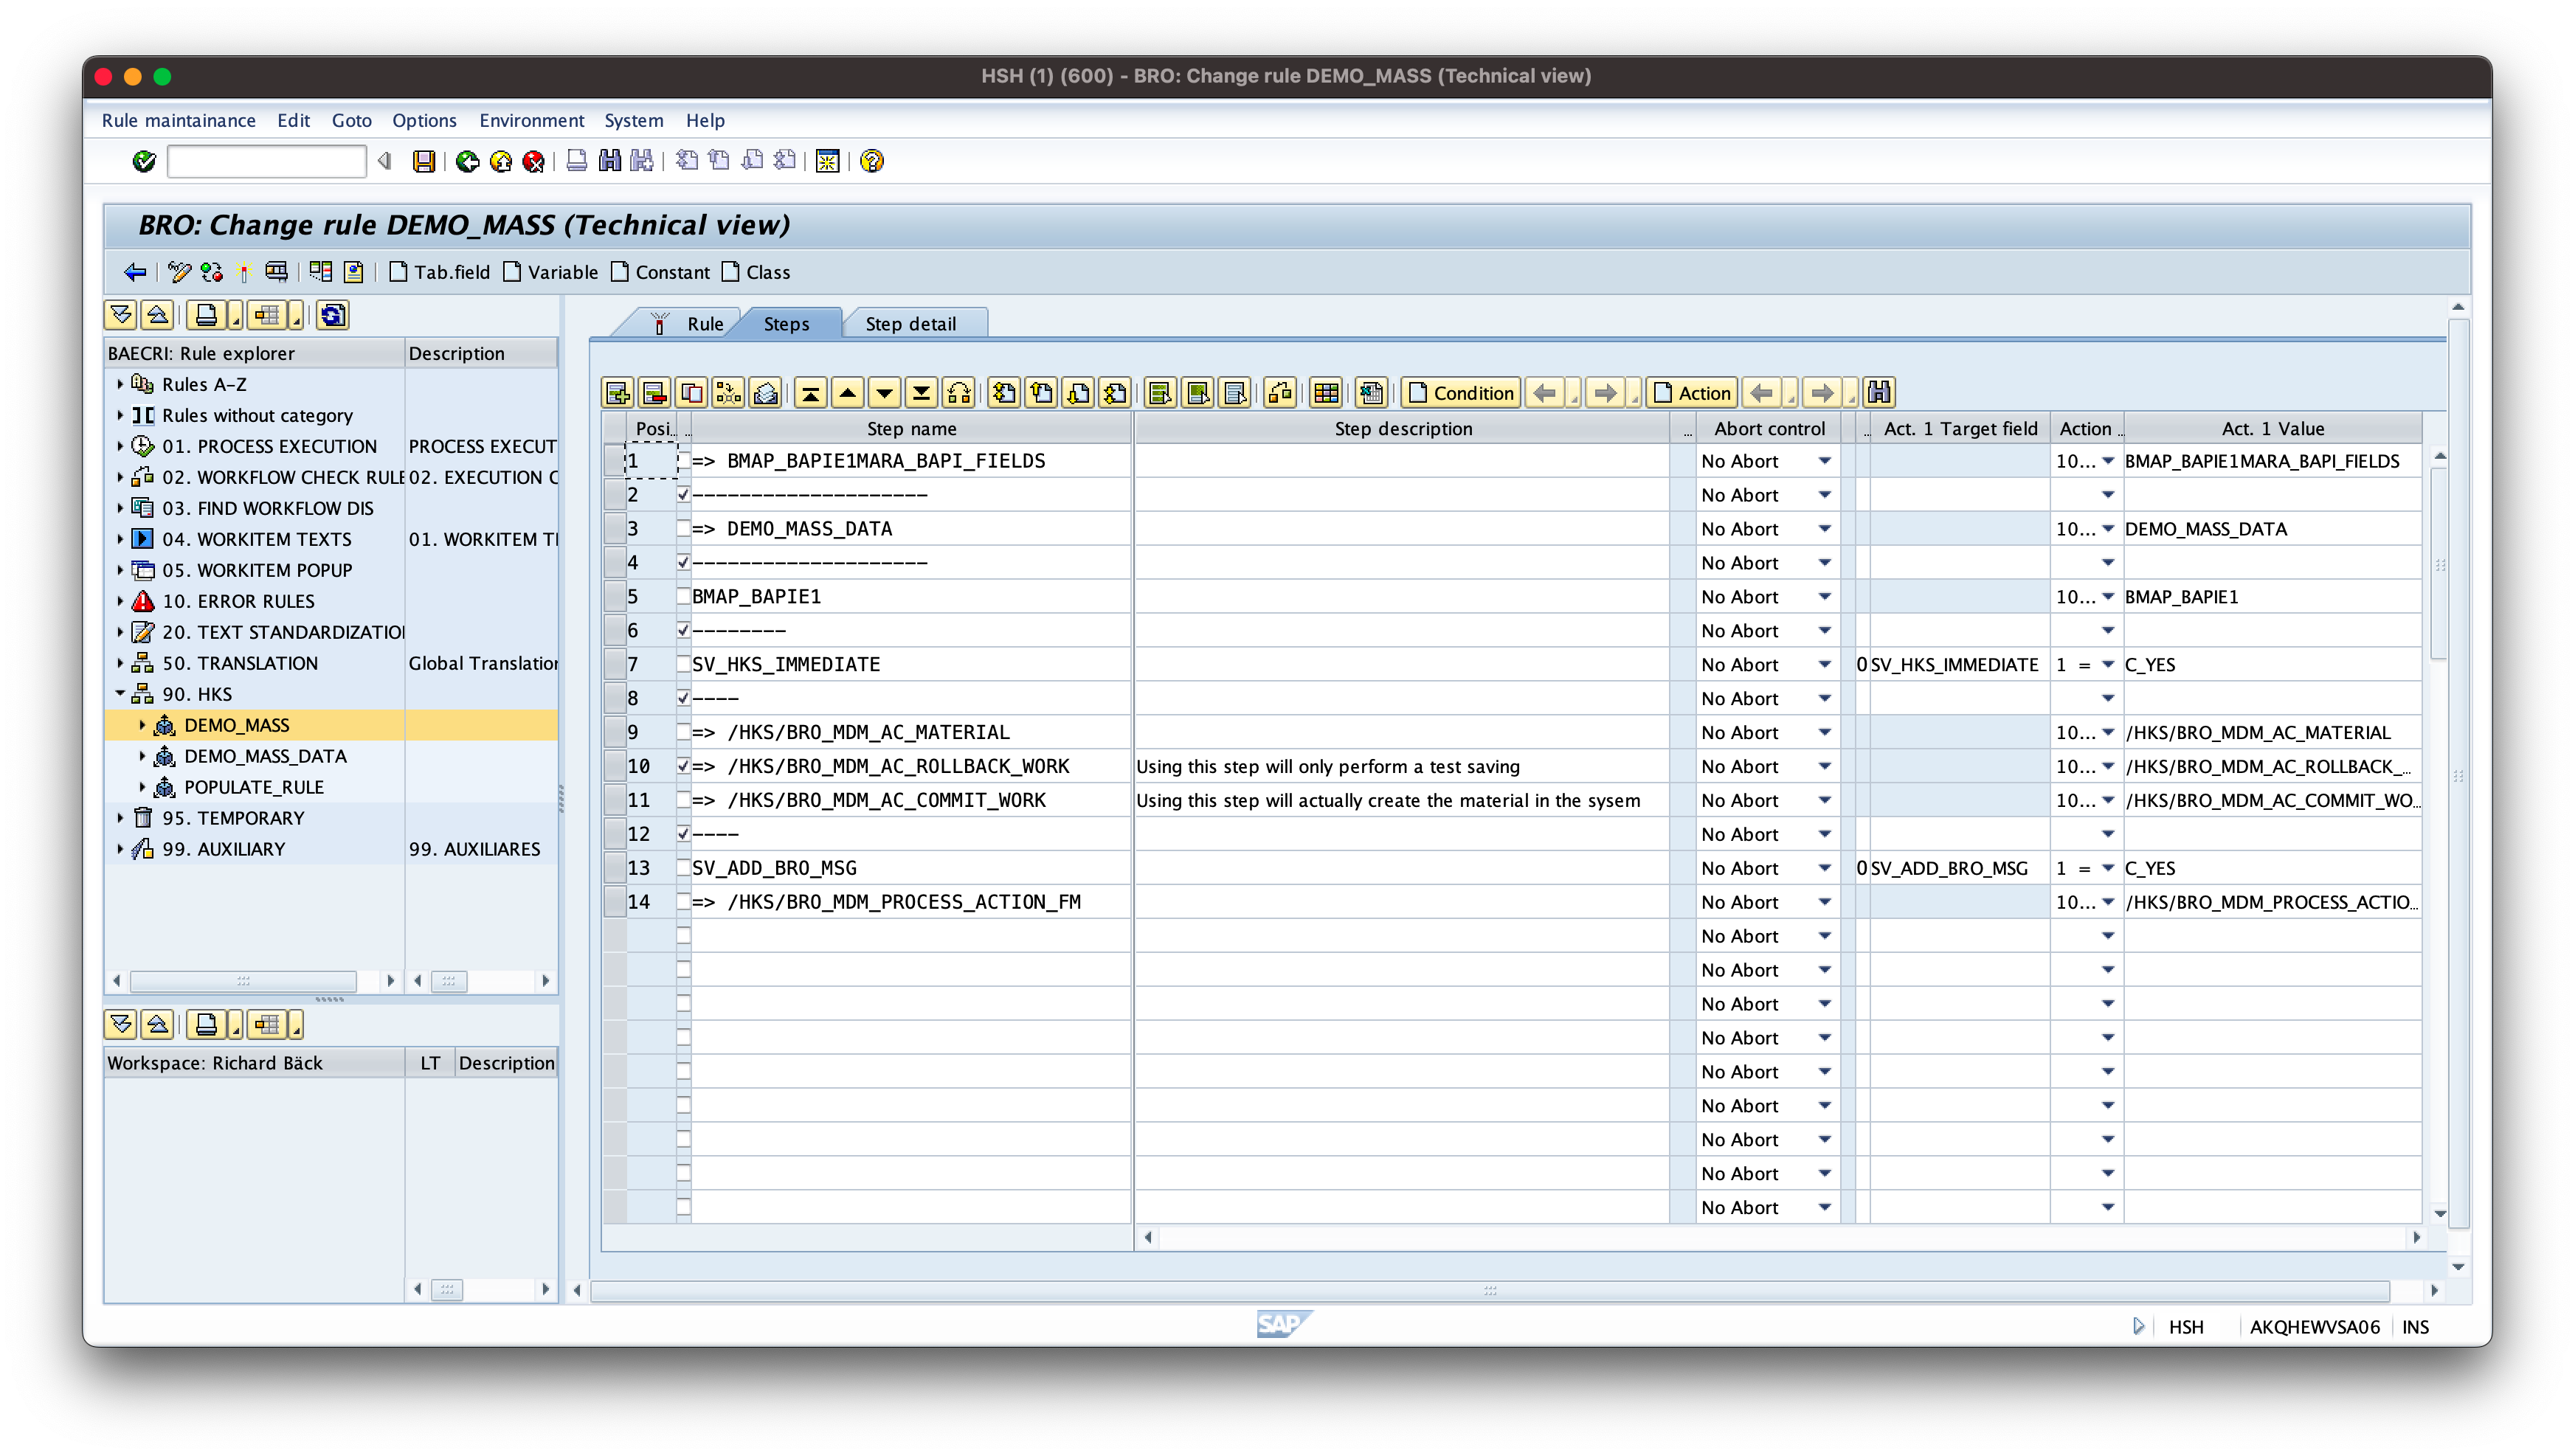 HSH (1) (600) - BRO: Change rule DEMO_MASS (Technical view)
Rule maintainance Edit Goto Options Environment System Help
BRO: Change rule DEMO_MASS (Technical view)
Tab.field Variable Constant Class
BAECRI: Rule explorer Description
Rules A-Z
Rules without category
01. PROCESS EXECUTION PROCESS EXECUT
02. WORKFLOW CHECK RULE 02. EXECUTION C
03. FIND WORKFLOW DIS
04. WORKITEM TEXTS 01. WORKITEM TI
05. WORKITEM POPUP
10. ERROR RULES
20. TEXT STANDARDIZATIO
50. TRANSLATION Global Translation
90. HKS
DEMO_MASS
DEMO_MASS_DATA
POPULATE_RULE
95. TEMPORARY
99. AUXILIARY 99. AUXILIARES
Workspace: Richard Bäck LT Description
Rule Steps Step detail
Condition Action
Posi.. .. Step name Step description ... Abort control ... Act. 1 Target field Action .. Act. 1 Value
1 => BMAP_BAPIE1MARA_BAPI_FIELDS No Abort 10... BMAP_BAPIE1MARA_BAPI_FIELDS
2 -------------------- No Abort
3 => DEMO_MASS_DATA No Abort 10... DEMO_MASS_DATA
4 -------------------- No Abort
5 BMAP_BAPIE1 No Abort 10... BMAP_BAPIE1
6 -------- No Abort
7 SV_HKS_IMMEDIATE No Abort 0 SV_HKS_IMMEDIATE 1 = C_YES
8 ---- No Abort
9 => /HKS/BRO_MDM_AC_MATERIAL No Abort 10... /HKS/BRO_MDM_AC_MATERIAL
10 => /HKS/BRO_MDM_AC_ROLLBACK_WORK Using this step will only perform a test saving No Abort 10... /HKS/BRO_MDM_AC_ROLLBACK_...
11 => /HKS/BRO_MDM_AC_COMMIT_WORK Using this step will actually create the material in the sysem No Abort 10... /HKS/BRO_MDM_AC_COMMIT_WO...
12 ---- No Abort
13 SV_ADD_BRO_MSG No Abort 0 SV_ADD_BRO_MSG 1 = C_YES
14 => /HKS/BRO_MDM_PROCESS_ACTION_FM No Abort 10... /HKS/BRO_MDM_PROCESS_ACTIO...
No Abort
No Abort
No Abort
No Abort
No Abort
No Abort
No Abort
No Abort
No Abort
SAP HSH AKQHEWVSA06 INS